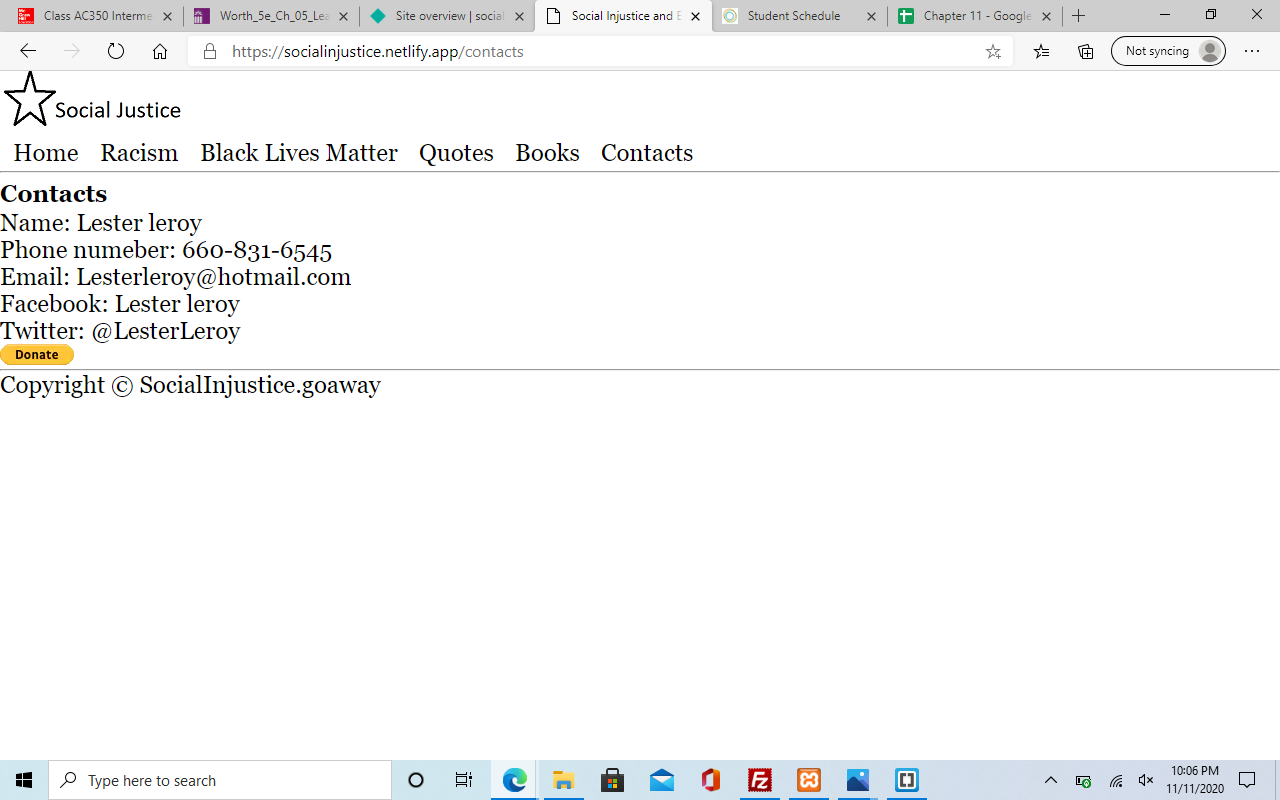 Class AC350 Interme
Worth_5e_Ch_05_Lea
Site overview | social
Social Injustice and E
Student Schedule
Chapter 11 - Google
https://socialinjustice.netlify.app/contacts
Not syncing
Social Justice
Home Racism Black Lives Matter Quotes Books Contacts
Contacts
Name: Lester leroy
Phone numeber: 660-831-6545
Email: Lesterleroy@hotmail.com
Facebook: Lester leroy
Twitter: @LesterLeroy
Donate
Copyright © SocialInjustice.goaway
Type here to search
10:06 PM
11/11/2020